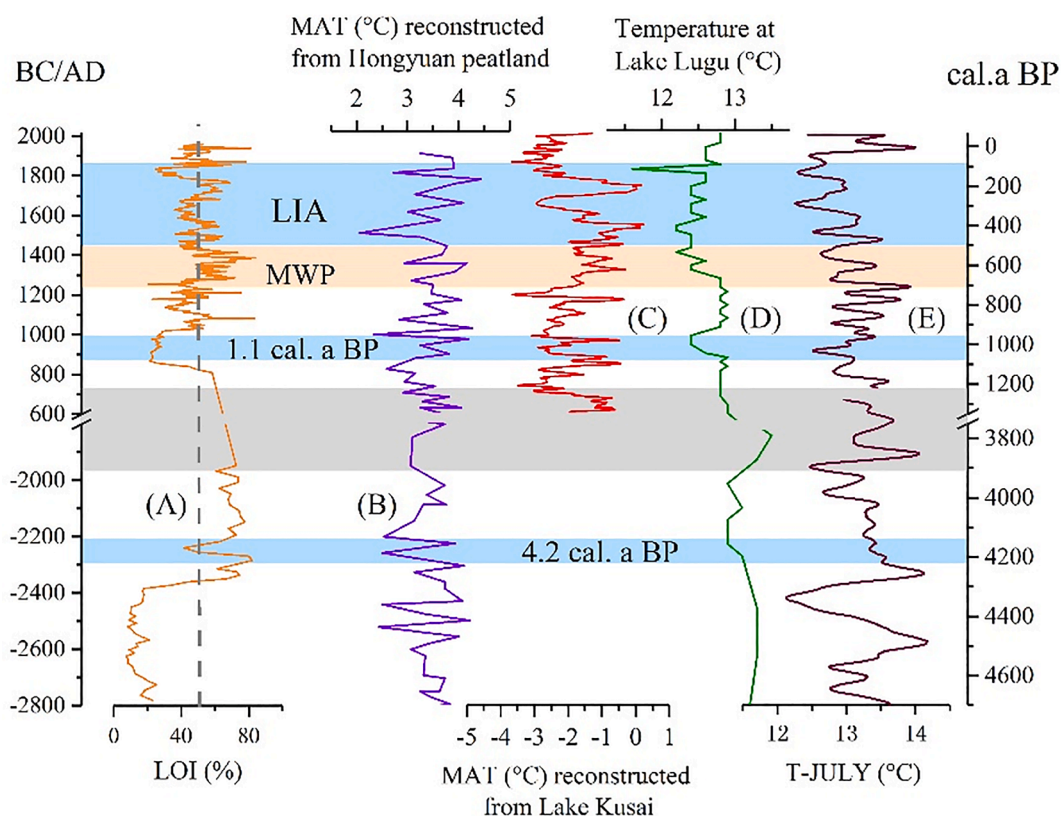 MAT (°C) reconstructed
from Hongyuan peatland
Temperature at
Lake Lugu (°C)
BC/AD
cal.a BP
2 3 4 5
12 13
2000
1800
1600
1400
1200
1000
800
600
-2000
-2200
-2400
-2600
-2800
0
200
400
600
800
1000
1200
3800
4000
4200
4400
4600
LIA
MWP
(C) (D) (E)
1.1 cal. a BP
(A) (B)
4.2 cal. a BP
0 40 80
LOI (%)
-5 -4 -3 -2 -1 0 1
MAT (°C) reconstructed
from Lake Kusai
12 13 14
T-JULY (°C)